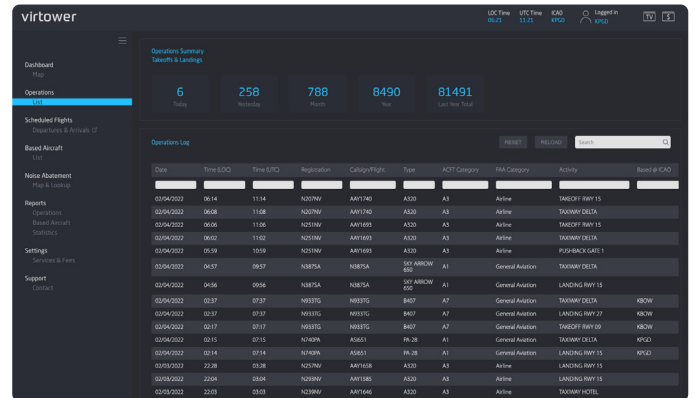 virtower
LOC Time UTC Time ICAO Logged in
06:21 11:21 KPGD KPGD TV $
Dashboard
Map
Operations
List
Scheduled Flights
Departures & Arrivals
Based Aircraft
List
Noise Abatement
Map & Lookup
Reports
Operations
Based Aircraft
Statistics
Settings
Services & Fees
Support
Contact
Operations Summary
Takeoffs & Landings
6 258 788 8490 81491
Today Yesterday Month Year Last Year Total
Operations Log RESET RELOAD Search
Date Time (LOC) Time (UTC) Registration Callsign/Flight Type ACFT Category FAA Category Activity Based @ ICAO
02/04/2022 06:14 11:14 N207NV AAY1740 A320 A3 Airline TAKEOFF RWY 15
02/04/2022 06:08 11:08 N207NV AAY1740 A320 A3 Airline TAXIWAY DELTA
02/04/2022 06:06 11:06 N251NV AAY1693 A320 A3 Airline TAKEOFF RWY 15
02/04/2022 06:02 11:02 N251NV AAY1693 A320 A3 Airline TAXIWAY DELTA
02/04/2022 05:59 10:59 N251NV AAY1693 A320 A3 Airline PUSHBACK GATE 1
02/04/2022 04:57 09:57 N3875A N3875A SKY ARROW 650 A1 General Aviation TAXIWAY DELTA
02/04/2022 04:56 09:56 N3875A N3875A SKY ARROW 650 A1 General Aviation LANDING RWY 15
02/04/2022 02:37 07:37 N933TG N933TG B407 A7 General Aviation TAXIWAY DELTA KBOW
02/04/2022 02:37 07:37 N933TG N933TG B407 A7 General Aviation LANDING RWY 27 KBOW
02/04/2022 02:17 07:17 N933TG N933TG B407 A7 General Aviation TAKEOFF RWY 09 KBOW
02/04/2022 02:15 07:15 N740PA ASI651 PA-28 A1 General Aviation TAXIWAY DELTA KPGD
02/04/2022 02:14 07:14 N740PA ASI651 PA-28 A1 General Aviation LANDING RWY 15 KPGD
02/03/2022 22:28 03:28 N257NV AAY1658 A320 A3 Airline LANDING RWY 15
02/03/2022 22:04 03:04 N293NV AAY1585 A320 A3 Airline LANDING RWY 15
02/03/2022 22:03 03:03 N239NV AAY1646 A320 A3 Airline TAXIWAY HOTEL